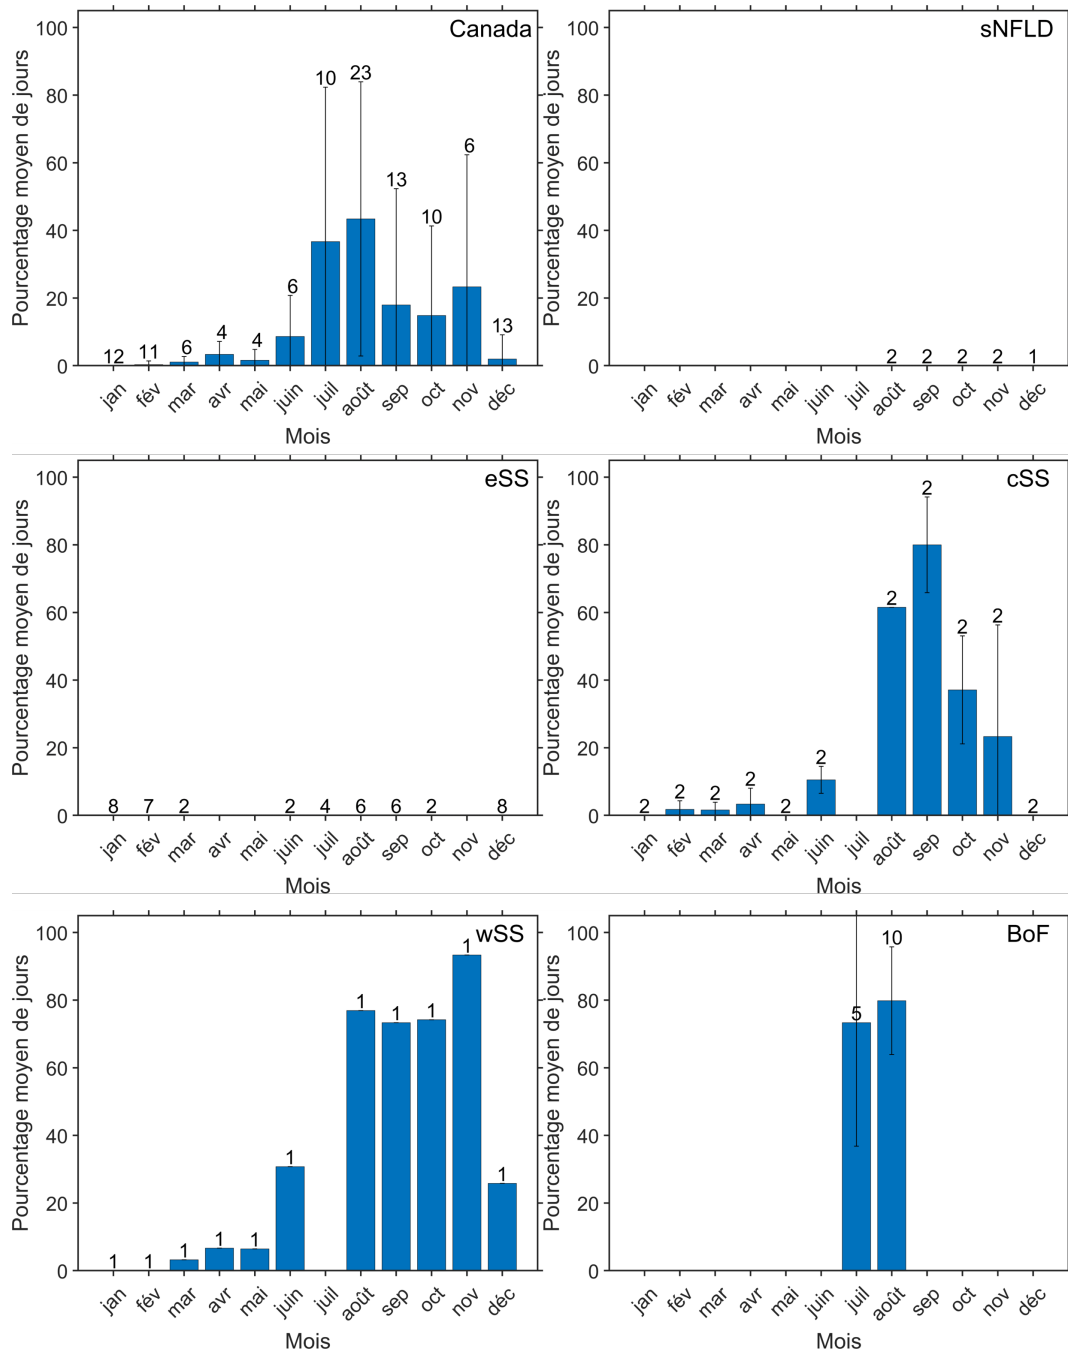 Canada
Pourcentage moyen de jours
100
80
60
40
20
0
12 11 6 4 4 6 10 23 13 10 6 13
jan fév mar avr mai juin juil août sep oct nov déc
Mois
sNFLD
Pourcentage moyen de jours
100
80
60
40
20
0
2 2 2 2 1
jan fév mar avr mai juin juil août sep oct nov déc
Mois
eSS
Pourcentage moyen de jours
100
80
60
40
20
0
8 7 2 2 4 6 6 2 8
jan fév mar avr mai juin juil août sep oct nov déc
Mois
cSS
Pourcentage moyen de jours
100
80
60
40
20
0
2 2 2 2 2 2 2 2 2 2 2
jan fév mar avr mai juin juil août sep oct nov déc
Mois
wSS
Pourcentage moyen de jours
100
80
60
40
20
0
1 1 1 1 1 1 1 1 1 1 1
jan fév mar avr mai juin juil août sep oct nov déc
Mois
BoF
Pourcentage moyen de jours
100
80
60
40
20
0
5 10
jan fév mar avr mai juin juil août sep oct nov déc
Mois